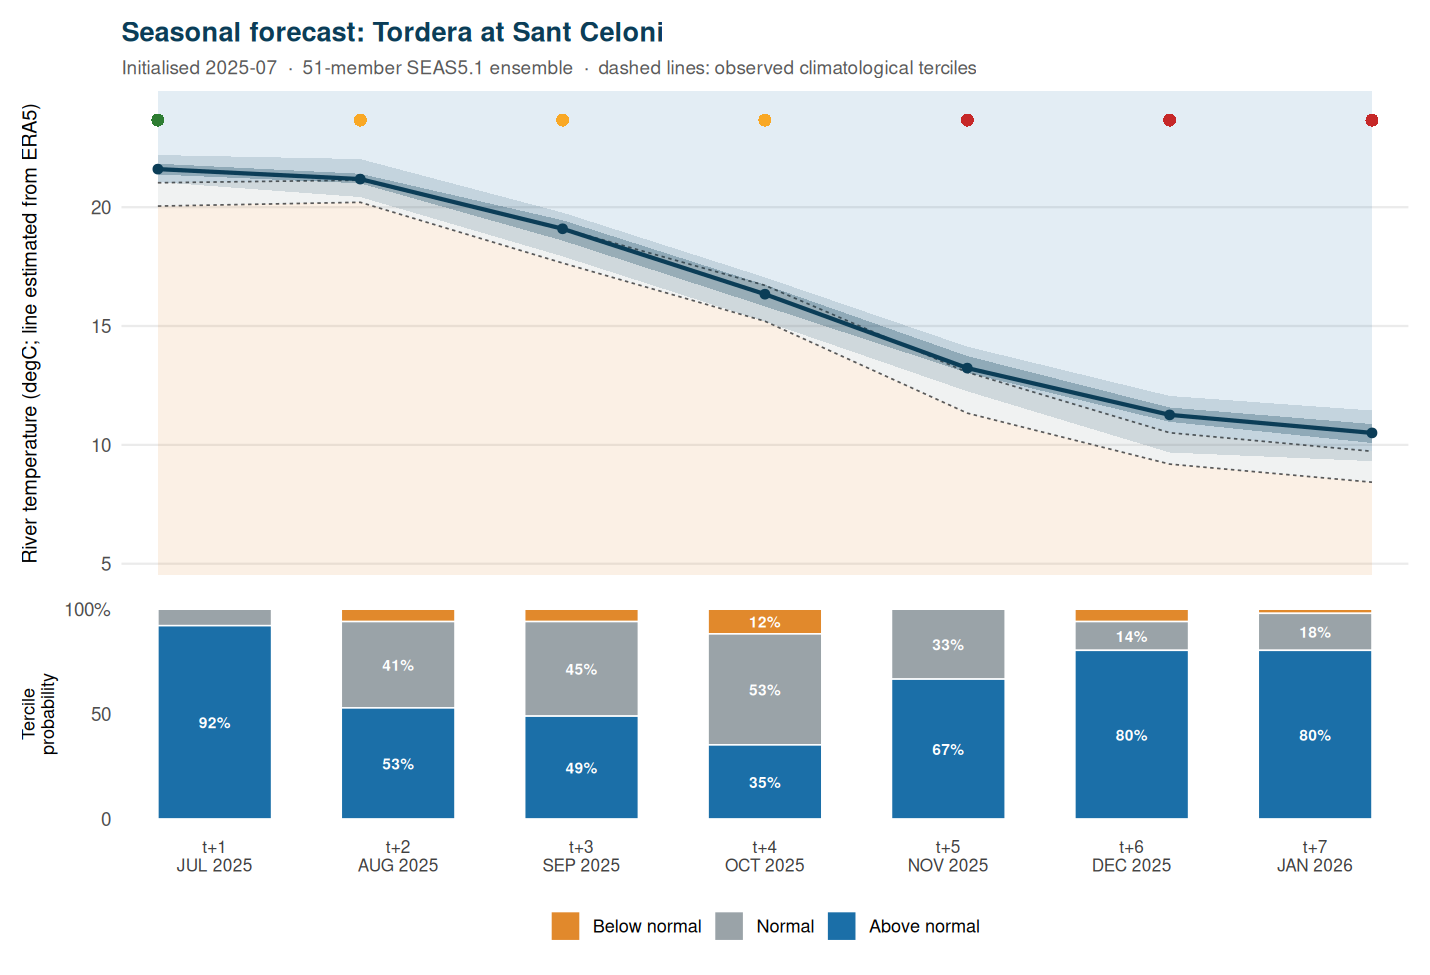 Seasonal forecast: Tordera at Sant Celoni
Initialised 2025-07 · 51-member SEAS5.1 ensemble · dashed lines: observed climatological terciles
River temperature (degC; line estimated from ERA5)
20
15
10
5
Tercile
probability
100%
50
0
92%
41%
53%
45%
49%
12%
53%
35%
33%
67%
14%
80%
18%
80%
t+1
JUL 2025
t+2
AUG 2025
t+3
SEP 2025
t+4
OCT 2025
t+5
NOV 2025
t+6
DEC 2025
t+7
JAN 2026
Below normal
Normal
Above normal